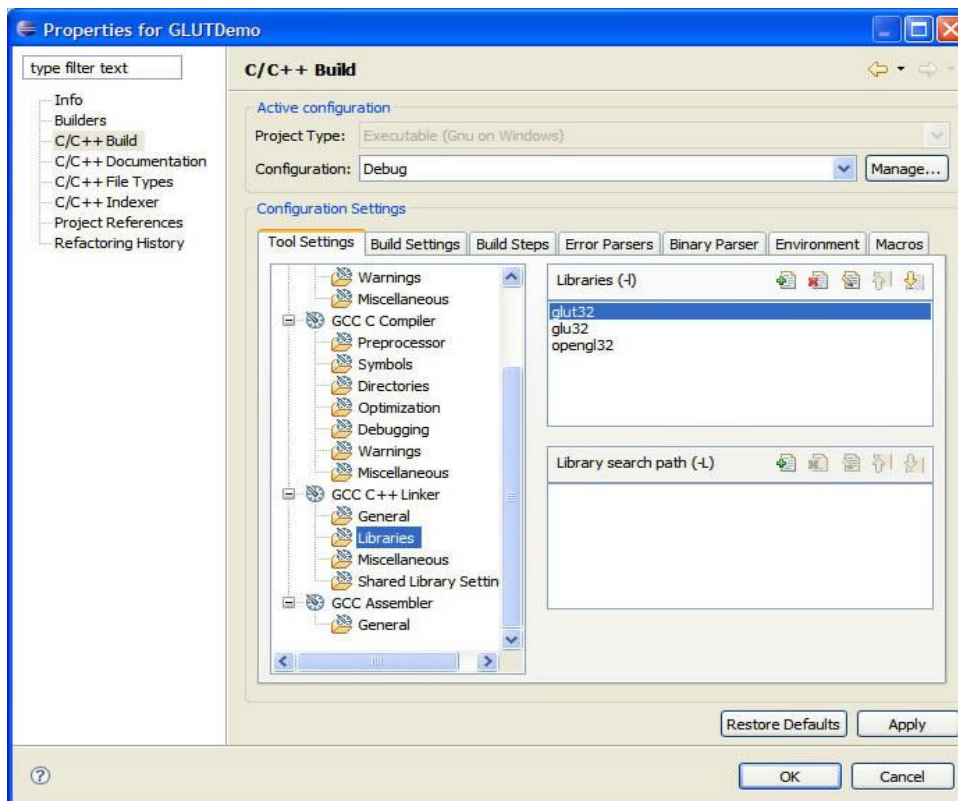 Properties for GLUTDemo
type filter text
Info
Builders
C/C++ Build
C/C++ Documentation
C/C++ File Types
C/C++ Indexer
Project References
Refactoring History
C/C++ Build
Active configuration
Project Type: Executable (Gnu on Windows)
Configuration: Debug Manage...
Configuration Settings
Tool Settings Build Settings Build Steps Error Parsers Binary Parser Environment Macros
Warnings
Miscellaneous
GCC C Compiler
Preprocessor
Symbols
Directories
Optimization
Debugging
Warnings
Miscellaneous
GCC C++ Linker
General
Libraries
Miscellaneous
Shared Library Settin
GCC Assembler
General
Libraries (-l)
glut32
glu32
opengl32
Library search path (-L)
Restore Defaults Apply
OK Cancel